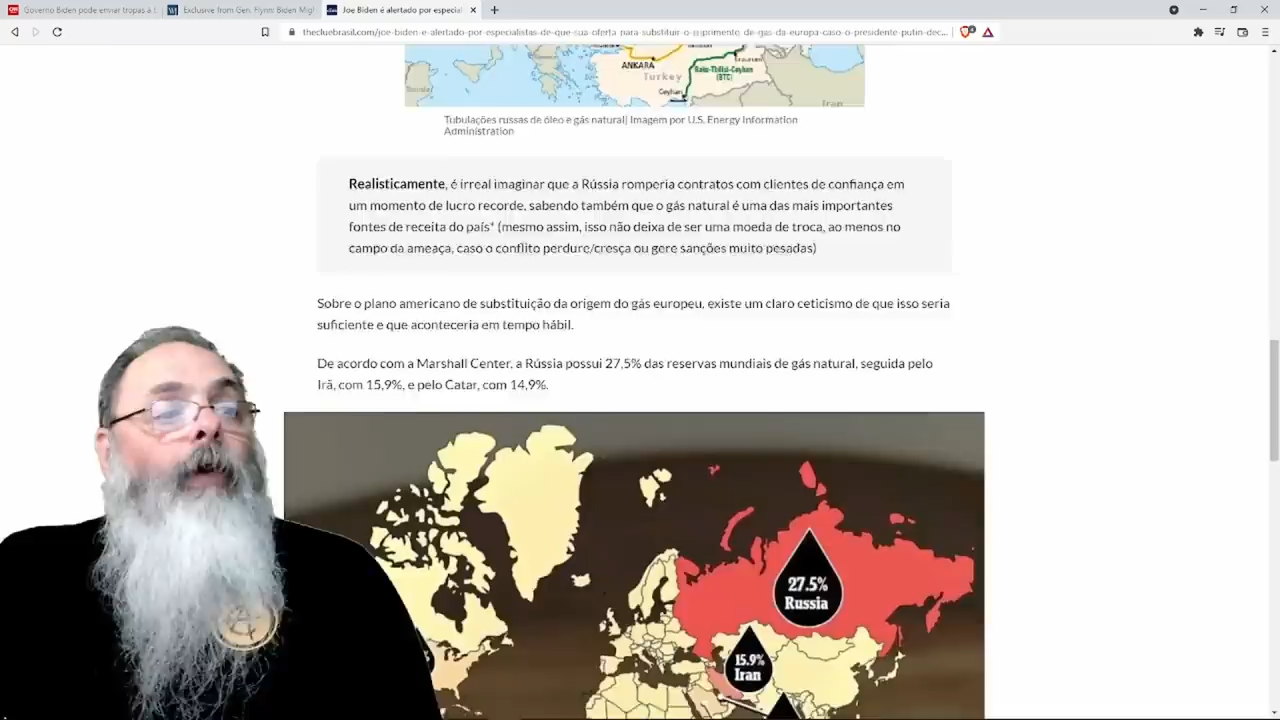 Governo Biden pode enviar tropas à
Exclusive from Gen. Flynn: Biden Migl
Joe Biden é alertado por especial
thecluebrasil.com/joe-biden-e-alertado-por-especialistas-de-que-sua-oferta-para-substituir-o-suprimento-de-gas-da-europa-caso-o-presidente-putin-dec...
ANKARA
Turkey
Baku-Tbilisi-Ceyhan
(BTC)
Ceyhan
Iran
Tubulações russas de óleo e gás natural| Imagem por U.S. Energy Information
Administration
Realisticamente, é irreal imaginar que a Rússia romperia contratos com clientes de confiança em
um momento de lucro recorde, sabendo também que o gás natural é uma das mais importantes
fontes de receita do país* (mesmo assim, isso não deixa de ser uma moeda de troca, ao menos no
campo da ameaça, caso o conflito perdure/cresça ou gere sanções muito pesadas)
Sobre o plano americano de substituição da origem do gás europeu, existe um claro ceticismo de que isso seria
suficiente e que aconteceria em tempo hábil.
De acordo com a Marshall Center, a Rússia possui 27,5% das reservas mundiais de gás natural, seguida pelo
Irã, com 15,9%, e pelo Catar, com 14,9%.
27.5%
Russia
15.9%
Iran